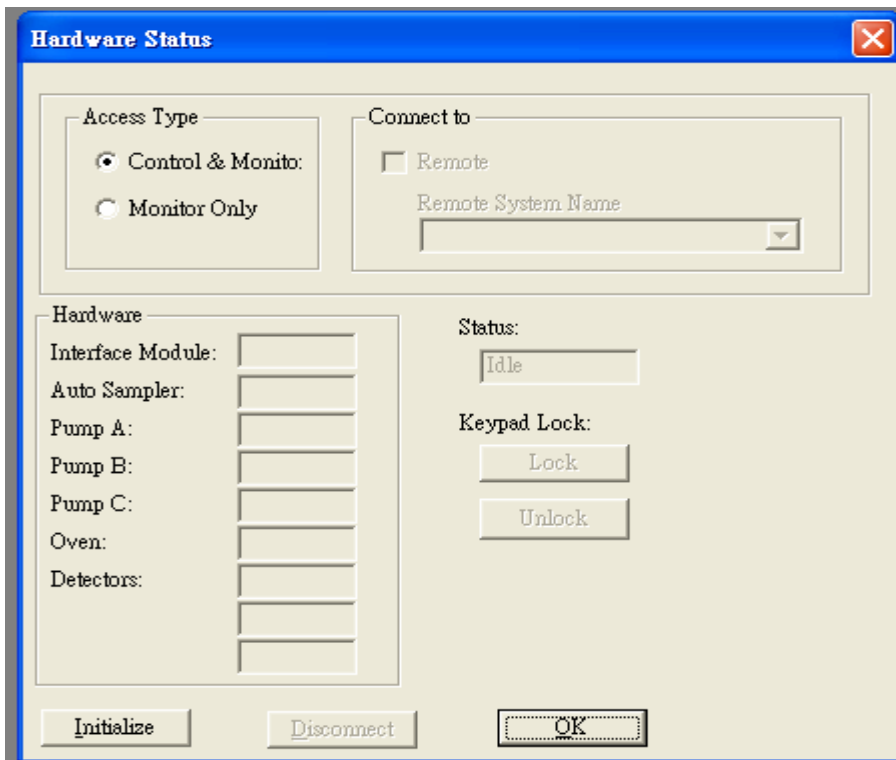 Hardware Status
Access Type
Control & Monito:
Monitor Only
Connect to
Remote
Remote System Name
Hardware
Interface Module:
Auto Sampler:
Pump A:
Pump B:
Pump C:
Oven:
Detectors:
Status:
Idle
Keypad Lock:
Lock
Unlock
Initialize
Disconnect
OK